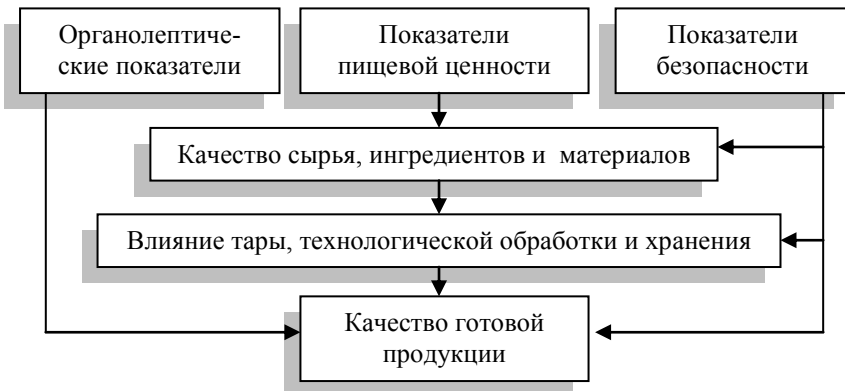 Органолептиче-
ские показатели
Показатели
пищевой ценности
Показатели
безопасности
Качество сырья, ингредиентов и материалов
Влияние тары, технологической обработки и хранения
Качество готовой
продукции